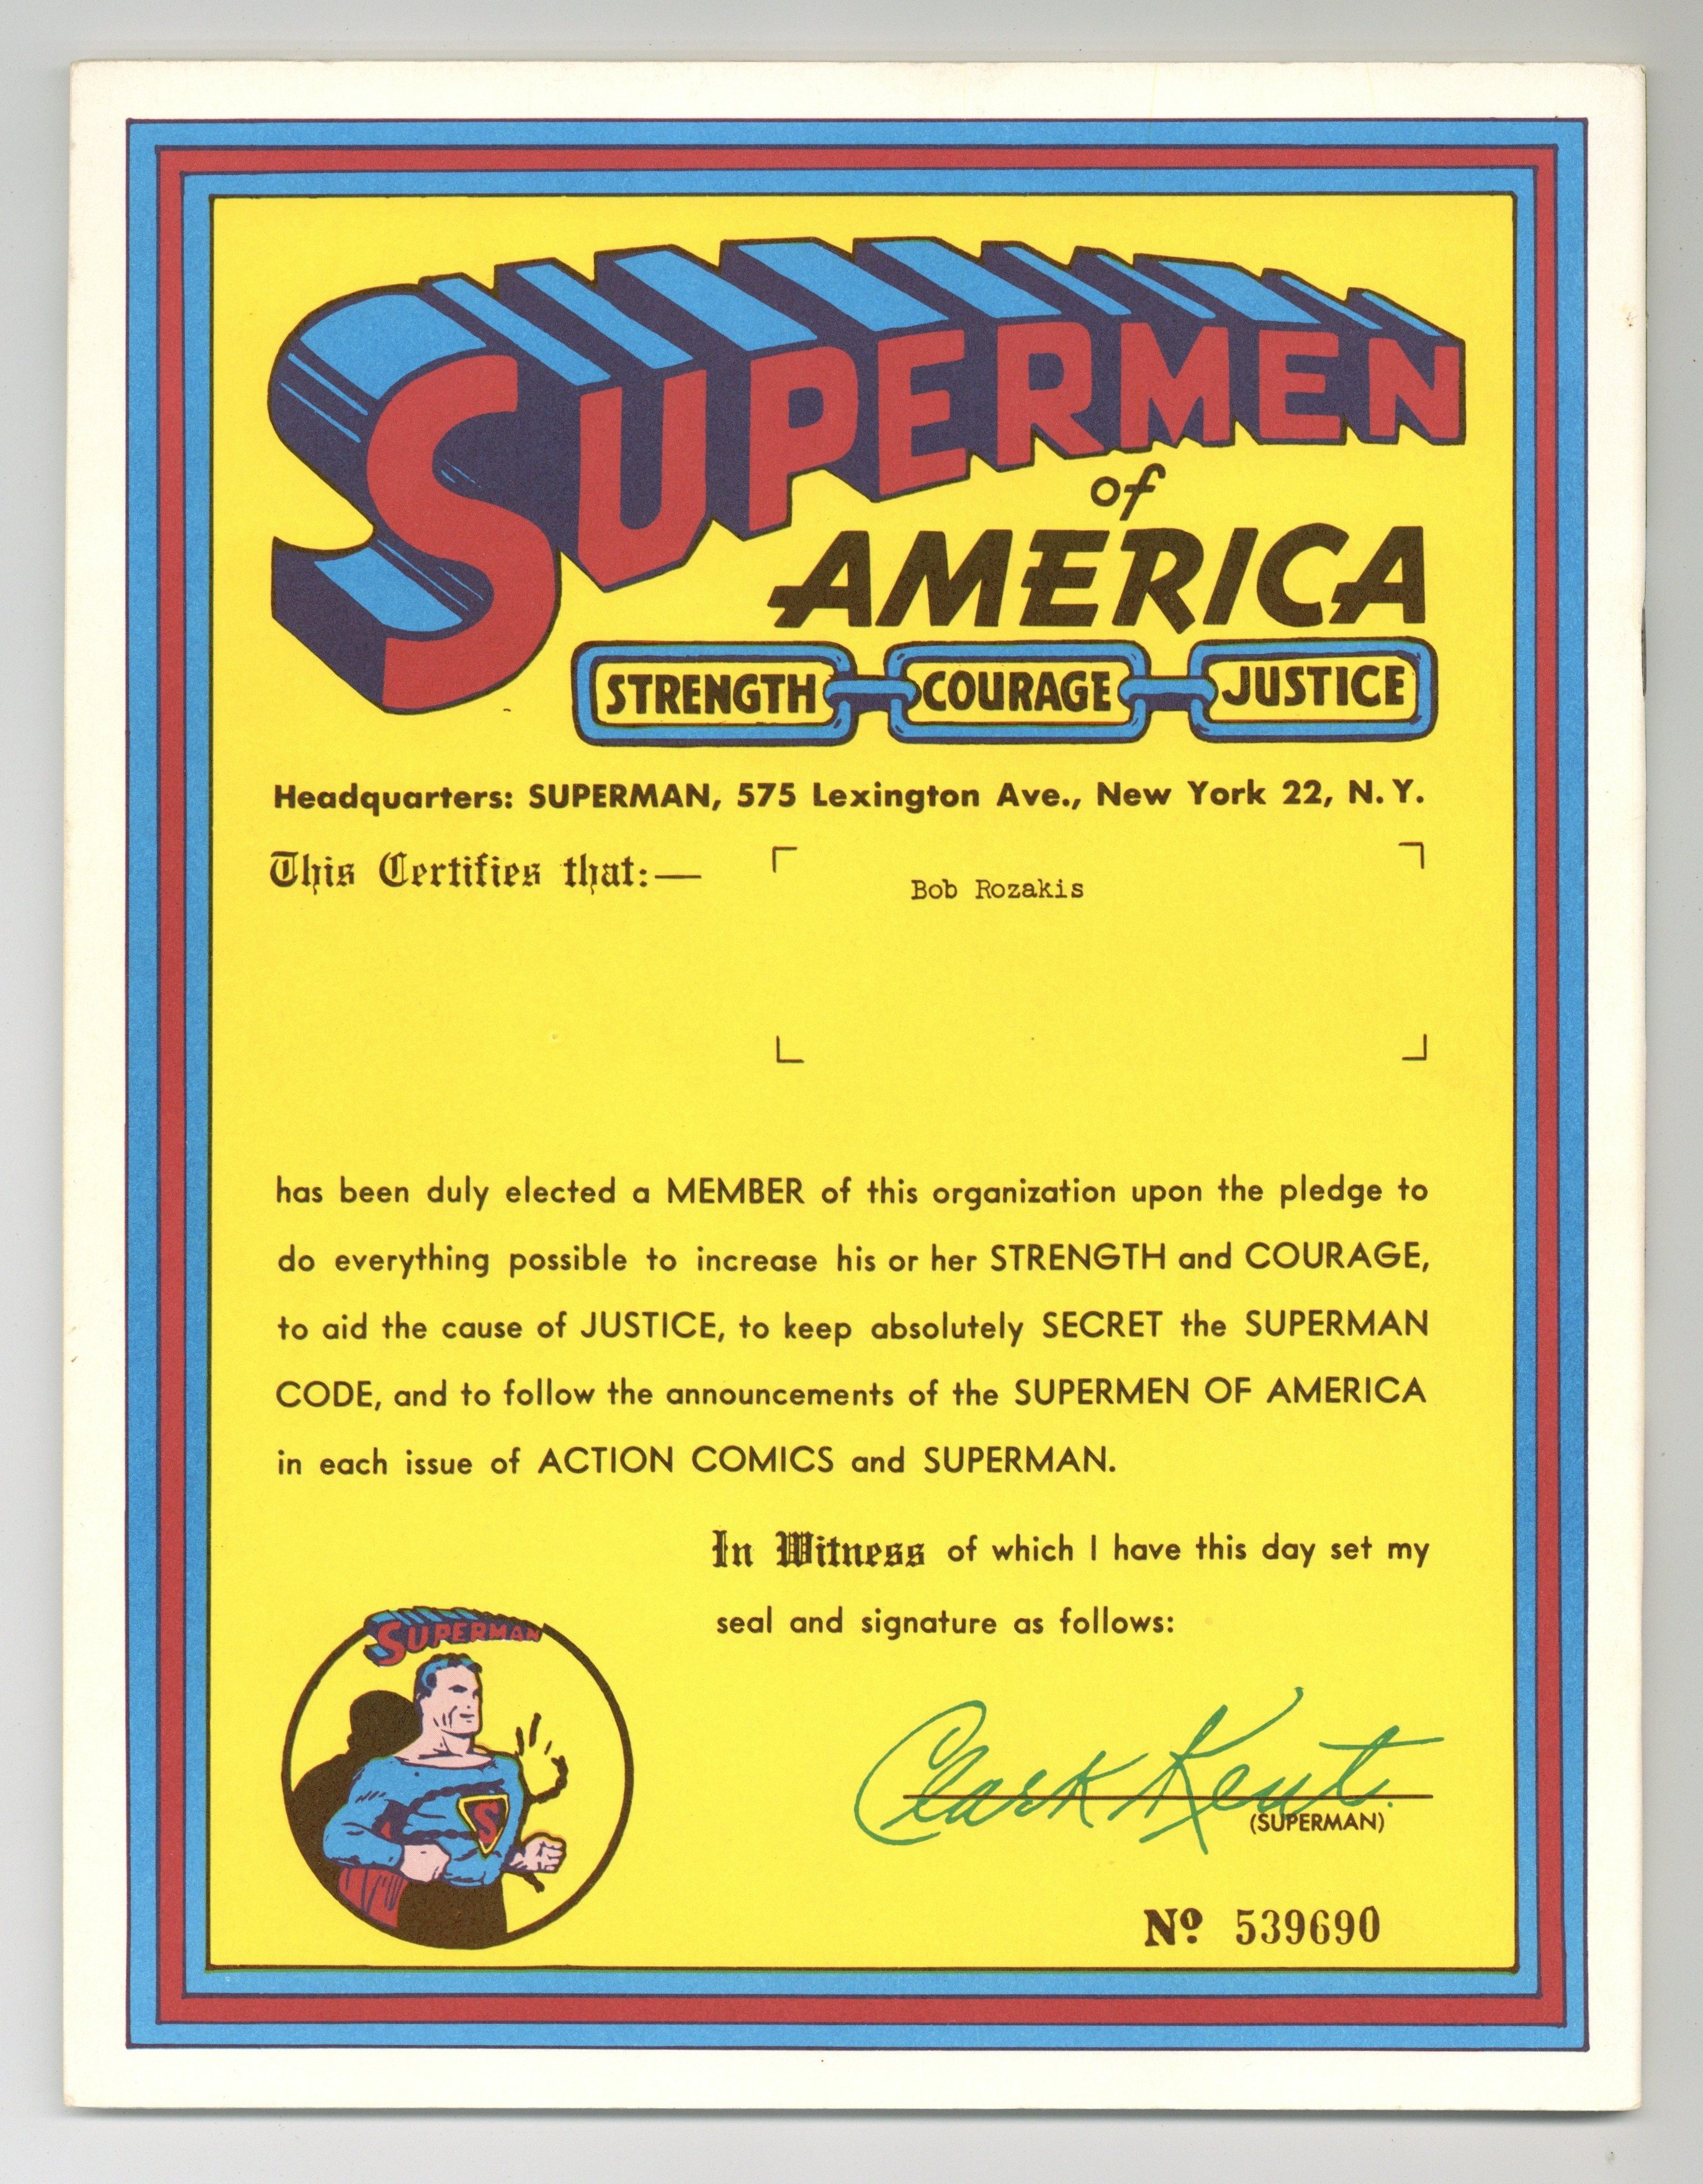 SUPERMEN
of
AMERICA
STRENGTH COURAGE JUSTICE
Headquarters: SUPERMAN, 575 Lexington Ave., New York 22, N. Y.
This Certifies that:—
Bob Rozakis
has been duly elected a MEMBER of this organization upon the pledge to
do everything possible to increase his or her STRENGTH and COURAGE,
to aid the cause of JUSTICE, to keep absolutely SECRET the SUPERMAN
CODE, and to follow the announcements of the SUPERMEN OF AMERICA
in each issue of ACTION COMICS and SUPERMAN.
In Witness of which I have this day set my
seal and signature as follows:
SUPERMAN
S
Clark Kent.
(SUPERMAN)
Nº 539690